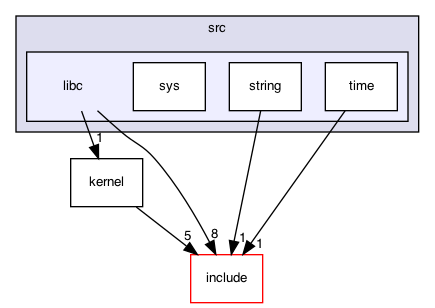 src
libc
sys
string
time
1
kernel
5
8
1
1
include